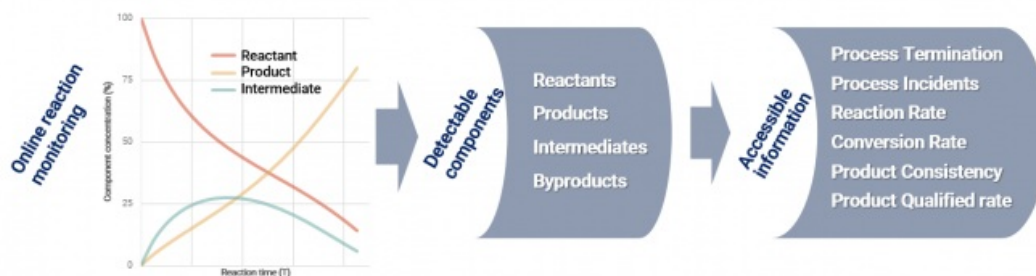 Online reaction
monitoring
100
75
50
25
0
Component concentration (%)
Reaction time (T)
Reactant
Product
Intermediate
Detectable
components
Reactants
Products
Intermediates
Byproducts
Accessible
information
Process Termination
Process Incidents
Reaction Rate
Conversion Rate
Product Consistency
Product Qualified rate